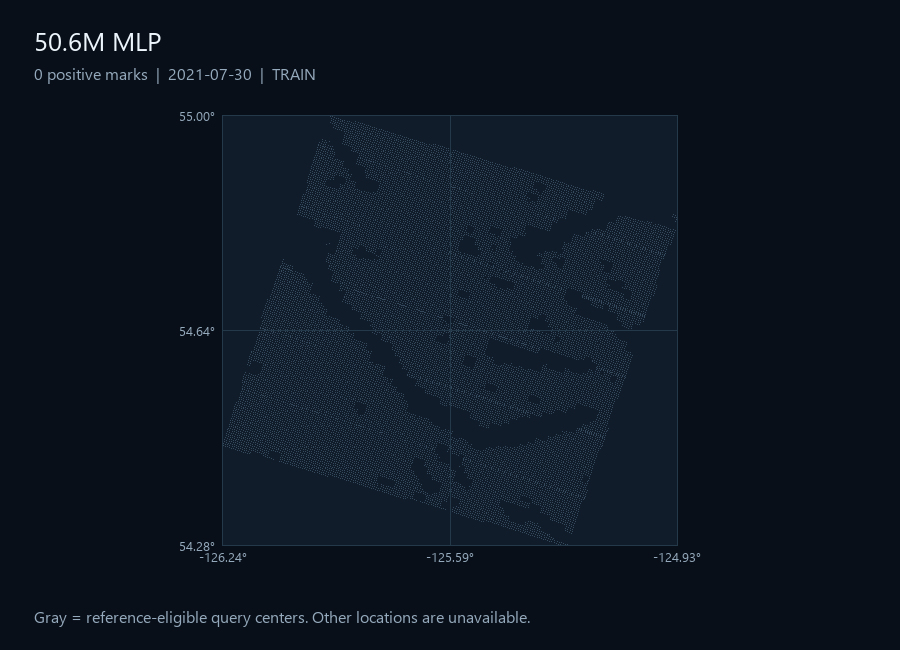 50.6M MLP
0 positive marks | 2021-07-30 | TRAIN
55.00°
54.64°
54.28°
-126.24°
-125.59°
-124.93°
Gray = reference-eligible query centers. Other locations are unavailable.